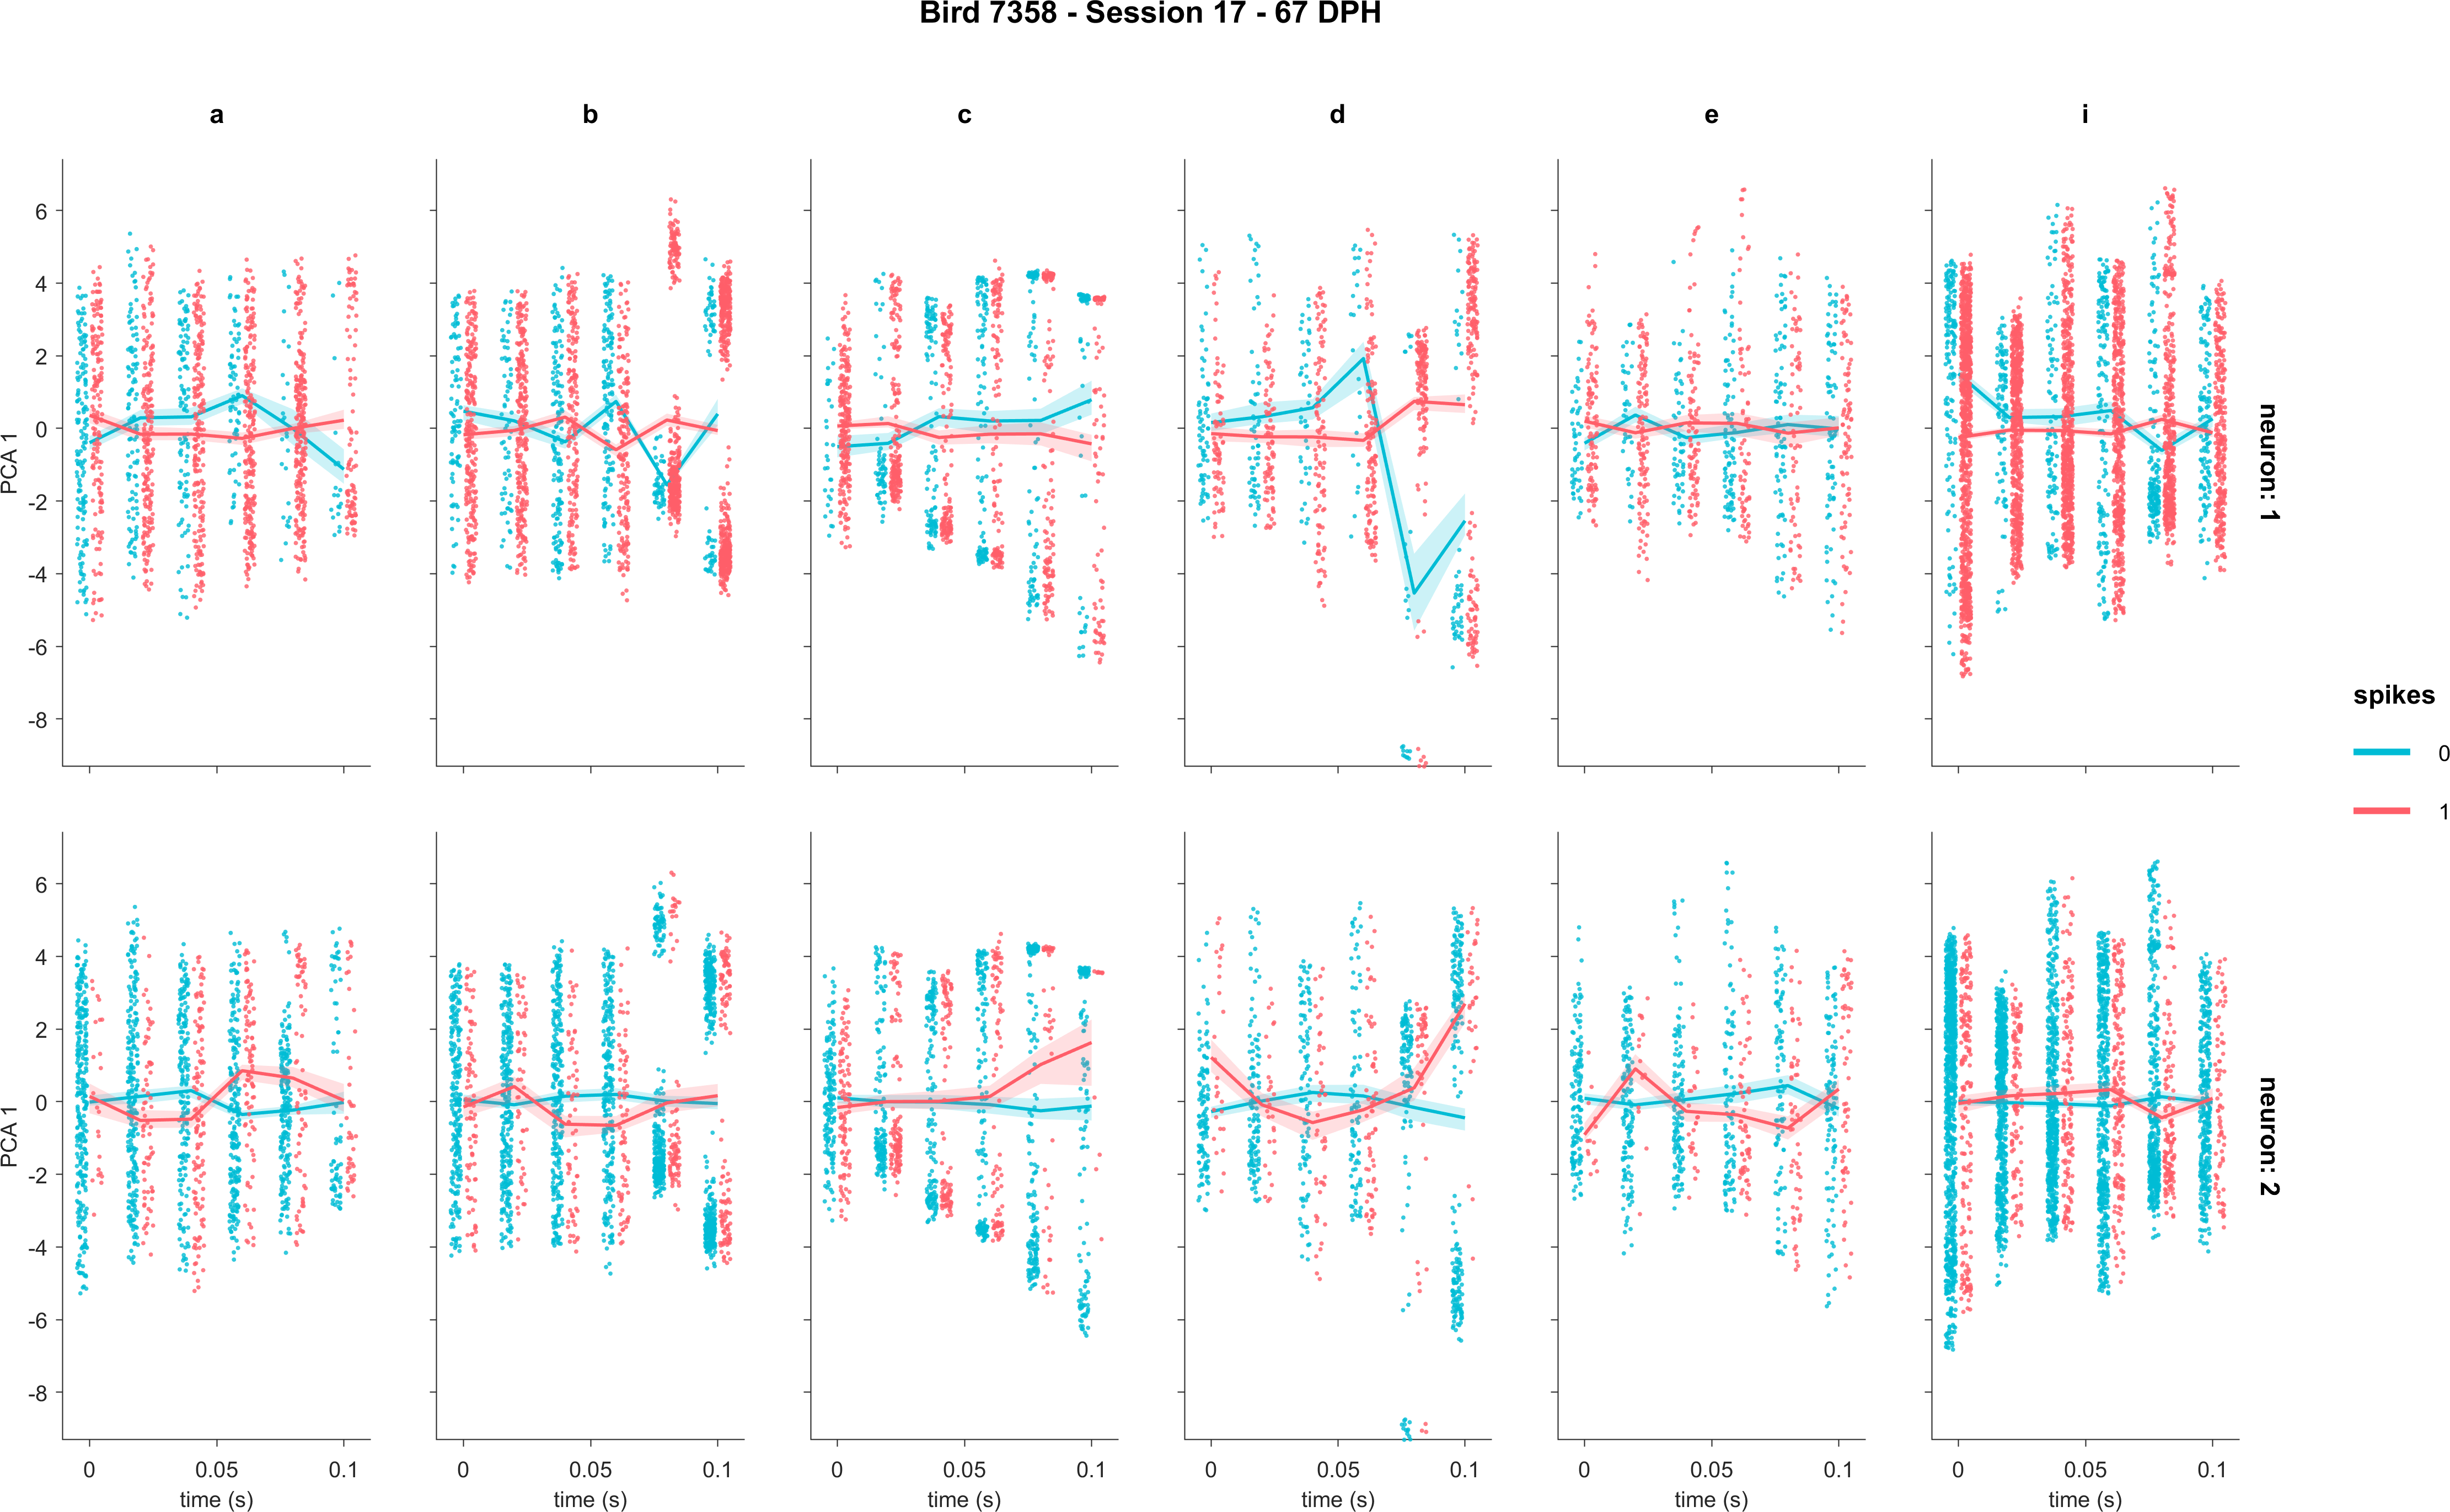 Bird 7358 - Session 17 - 67 DPH
a b c d e i
6
4
2
0
-2
-4
-6
-8
PCA 1
neuron: 1
spikes
0
1
6
4
2
0
-2
-4
-6
-8
PCA 1
neuron: 2
0 0.05 0.1 0 0.05 0.1 0 0.05 0.1 0 0.05 0.1 0 0.05 0.1 0 0.05 0.1
time (s) time (s) time (s) time (s) time (s) time (s)